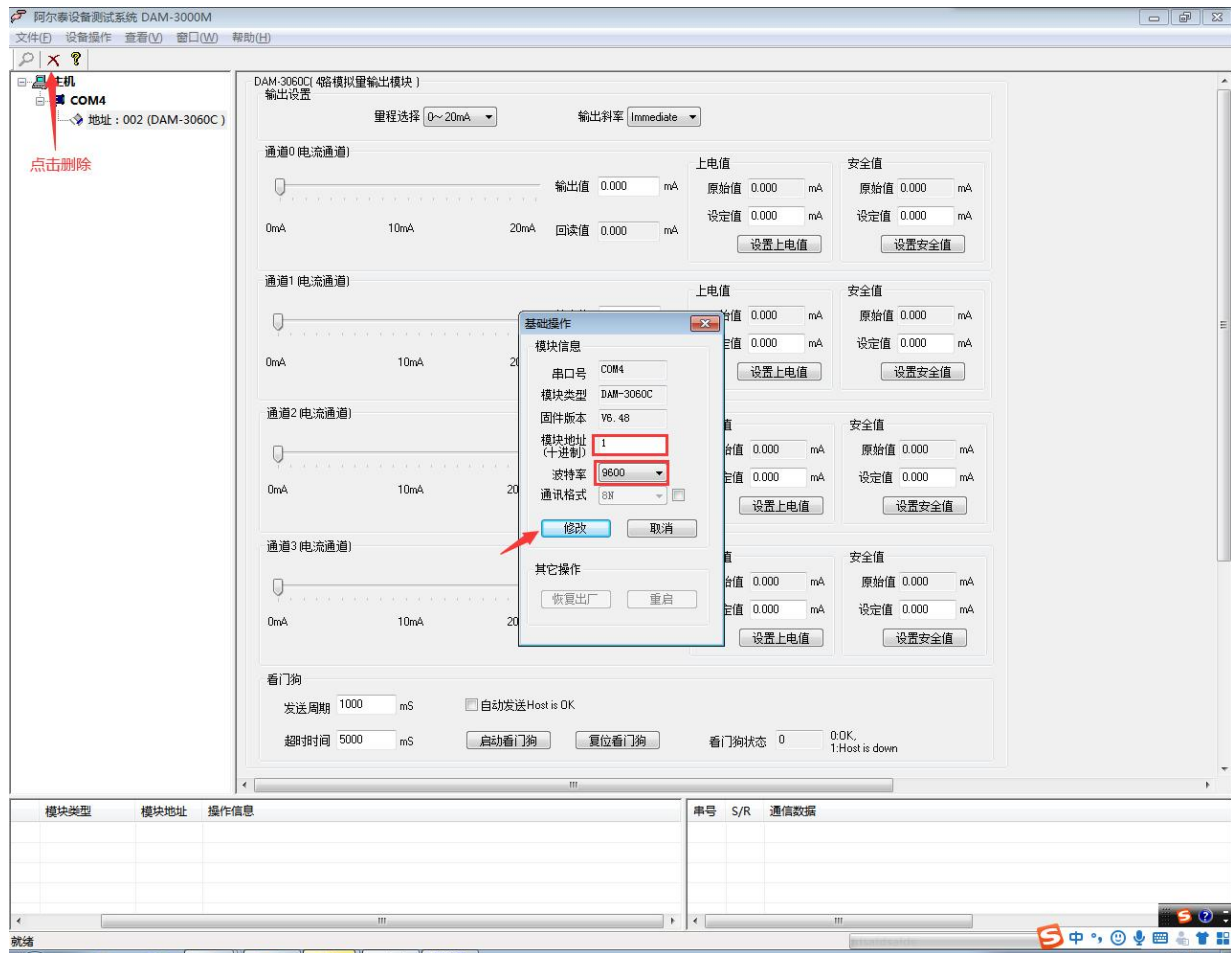 阿尔泰设备测试系统 DAM-3000M
文件(F) 设备操作 查看(V) 窗口(W) 帮助(H)
主机
COM4
地址：002 (DAM-3060C )
点击删除
DAM-3060C( 4路模拟量输出模块 )
输出设置
量程选择 0～20mA 输出斜率 Immediate
通道0(电流通道)
输出值 0.000 mA
0mA 10mA 20mA 回读值 0.000 mA
上电值
原始值 0.000 mA
设定值 0.000 mA
设置上电值
安全值
原始值 0.000 mA
设定值 0.000 mA
设置安全值
通道1(电流通道)
0mA 10mA 20
上电值
始值 0.000 mA
0.000 mA
设置上电值
安全值
原始值 0.000 mA
设定值 0.000 mA
设置安全值
通道2(电流通道)
0mA 10mA 20
值
始值 0.000 mA
定值 0.000 mA
设置上电值
安全值
原始值 0.000 mA
设定值 0.000 mA
设置安全值
通道3(电流通道)
0mA 10mA 20
值
始值 0.000 mA
定值 0.000 mA
设置上电值
安全值
原始值 0.000 mA
设定值 0.000 mA
设置安全值
基础操作
模块信息
串口号 COM4
模块类型 DAM-3060C
固件版本 V6.48
模块地址 1
(十进制)
波特率 9600
通讯格式 8N
修改 取消
其它操作
恢复出厂 重启
看门狗
发送周期 1000 mS 自动发送Host is OK
超时时间 5000 mS 启动看门狗 复位看门狗 看门狗状态 0 0:OK,
1:Host is down
模块类型 模块地址 操作信息
串号 S/R 通信数据
就绪
中